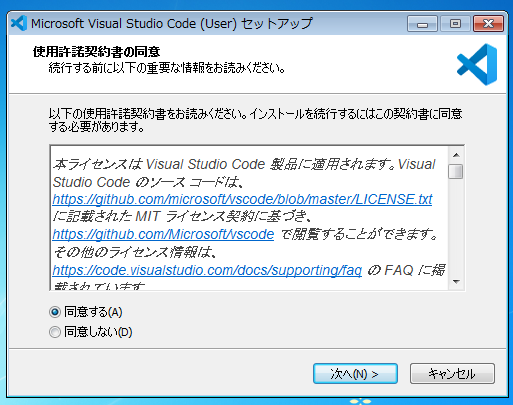 Microsoft Visual Studio Code (User) セットアップ
使用許諾契約書の同意
続行する前に以下の重要な情報をお読みください。
以下の使用許諾契約書をお読みください。インストールを続行するにはこの契約書に同意
する必要があります。
本ライセンスは Visual Studio Code 製品に適用されます。Visual
Studio Code のソース コードは、
https://github.com/microsoft/vscode/blob/master/LICENSE.txt
に記載された MIT ライセンス契約に基づき、
https://github.com/Microsoft/vscode で閲覧することができます。
その他のライセンス情報は、
https://code.visualstudio.com/docs/supporting/faq の FAQ に掲
載されています
同意する(A)
同意しない(D)
次へ(N) >
キャンセル